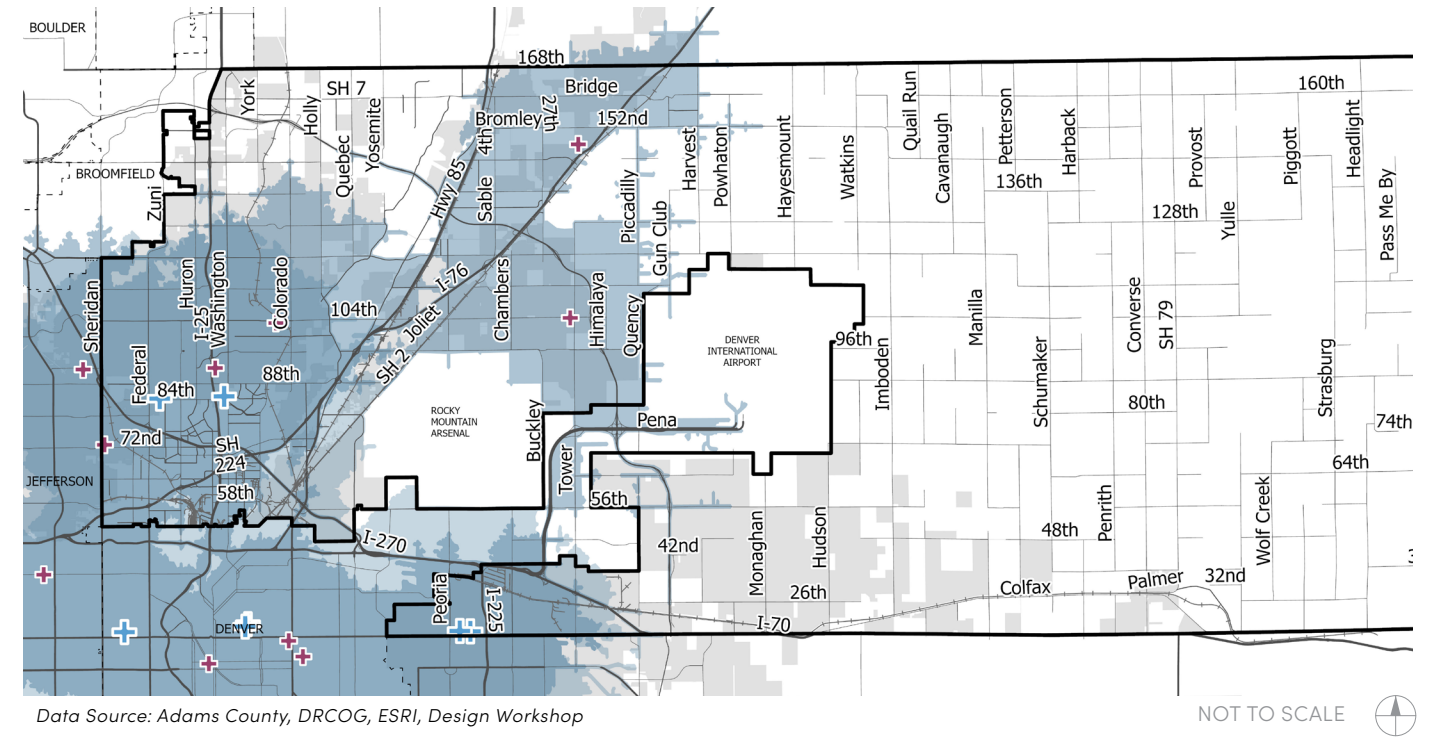 BOULDER
168th
160th
SH 7
Bridge
York
Holly
Yosemite
Quebec
27th
Bromley
4th
152nd
Quail Run
Cavanaugh
Petterson
Harback
Provost
Piggott
Headlight
Harvest
Powhaton
Hayesmount
Watkins
136th
BROOMFIELD
Zuni
Hwy 85
Sable
Piccadilly
Gun Club
128th
Yulle
Pass Me By
Sheridan
Huron
I-25
Washington
Colorado
104th
I-76
Chambers
Himalaya
Quency
Manilla
Converse
SH 79
SH 2
Joliet
DENVER
INTERNATIONAL
AIRPORT
96th
Imboden
Schumaker
Strasburg
Federal
84th
88th
80th
ROCKY
MOUNTAIN
ARSENAL
Buckley
Pena
74th
72nd
SH
224
Tower
64th
JEFFERSON
58th
56th
Monaghan
Hudson
Penrith
Wolf Creek
I-270
42nd
48th
3
Peoria
I-225
26th
Colfax
Palmer
32nd
I-70
DENVER
Data Source: Adams County, DRCOG, ESRI, Design Workshop
NOT TO SCALE